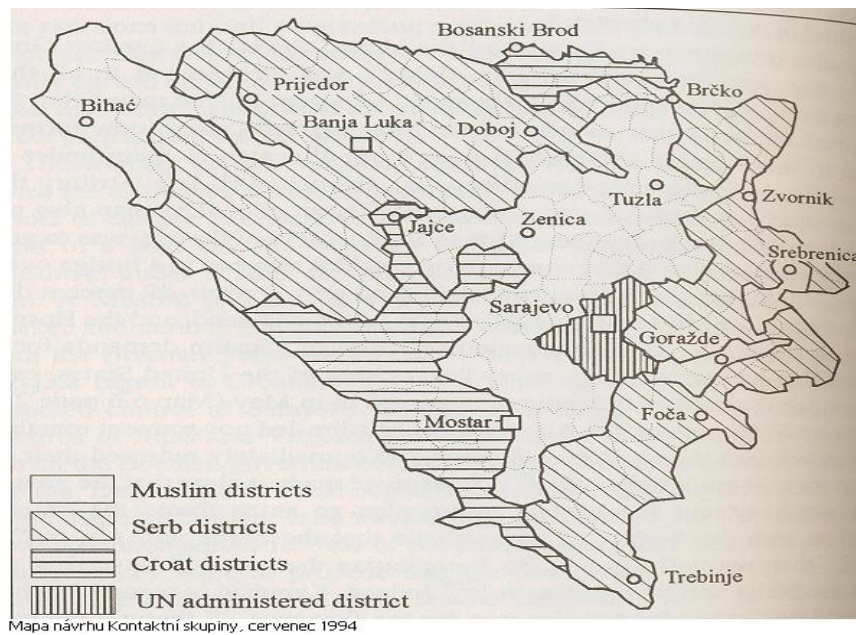 Bosanski Brod
Prijedor
Brčko
Bihać
Banja Luka
Doboj
Tuzla
Zvornik
Jajce
Zenica
Srebrenica
Sarajevo
Goražde
Mostar
Foča
Muslim districts
Serb districts
Croat districts
UN administered district
Trebinje
Mapa návrhu Kontaktní skupiny, cervenec 1994